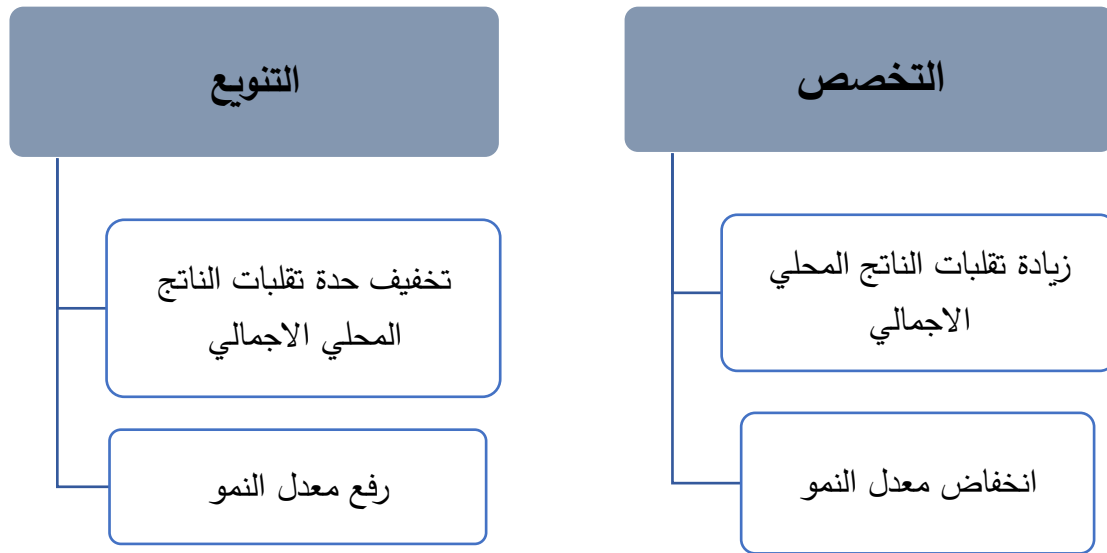 التخصص
زيادة تقلبات الناتج المحلي
الاجمالي
انخفاض معدل النمو
التنويع
تخفيف حدة تقلبات الناتج
المحلي الاجمالي
رفع معدل النمو